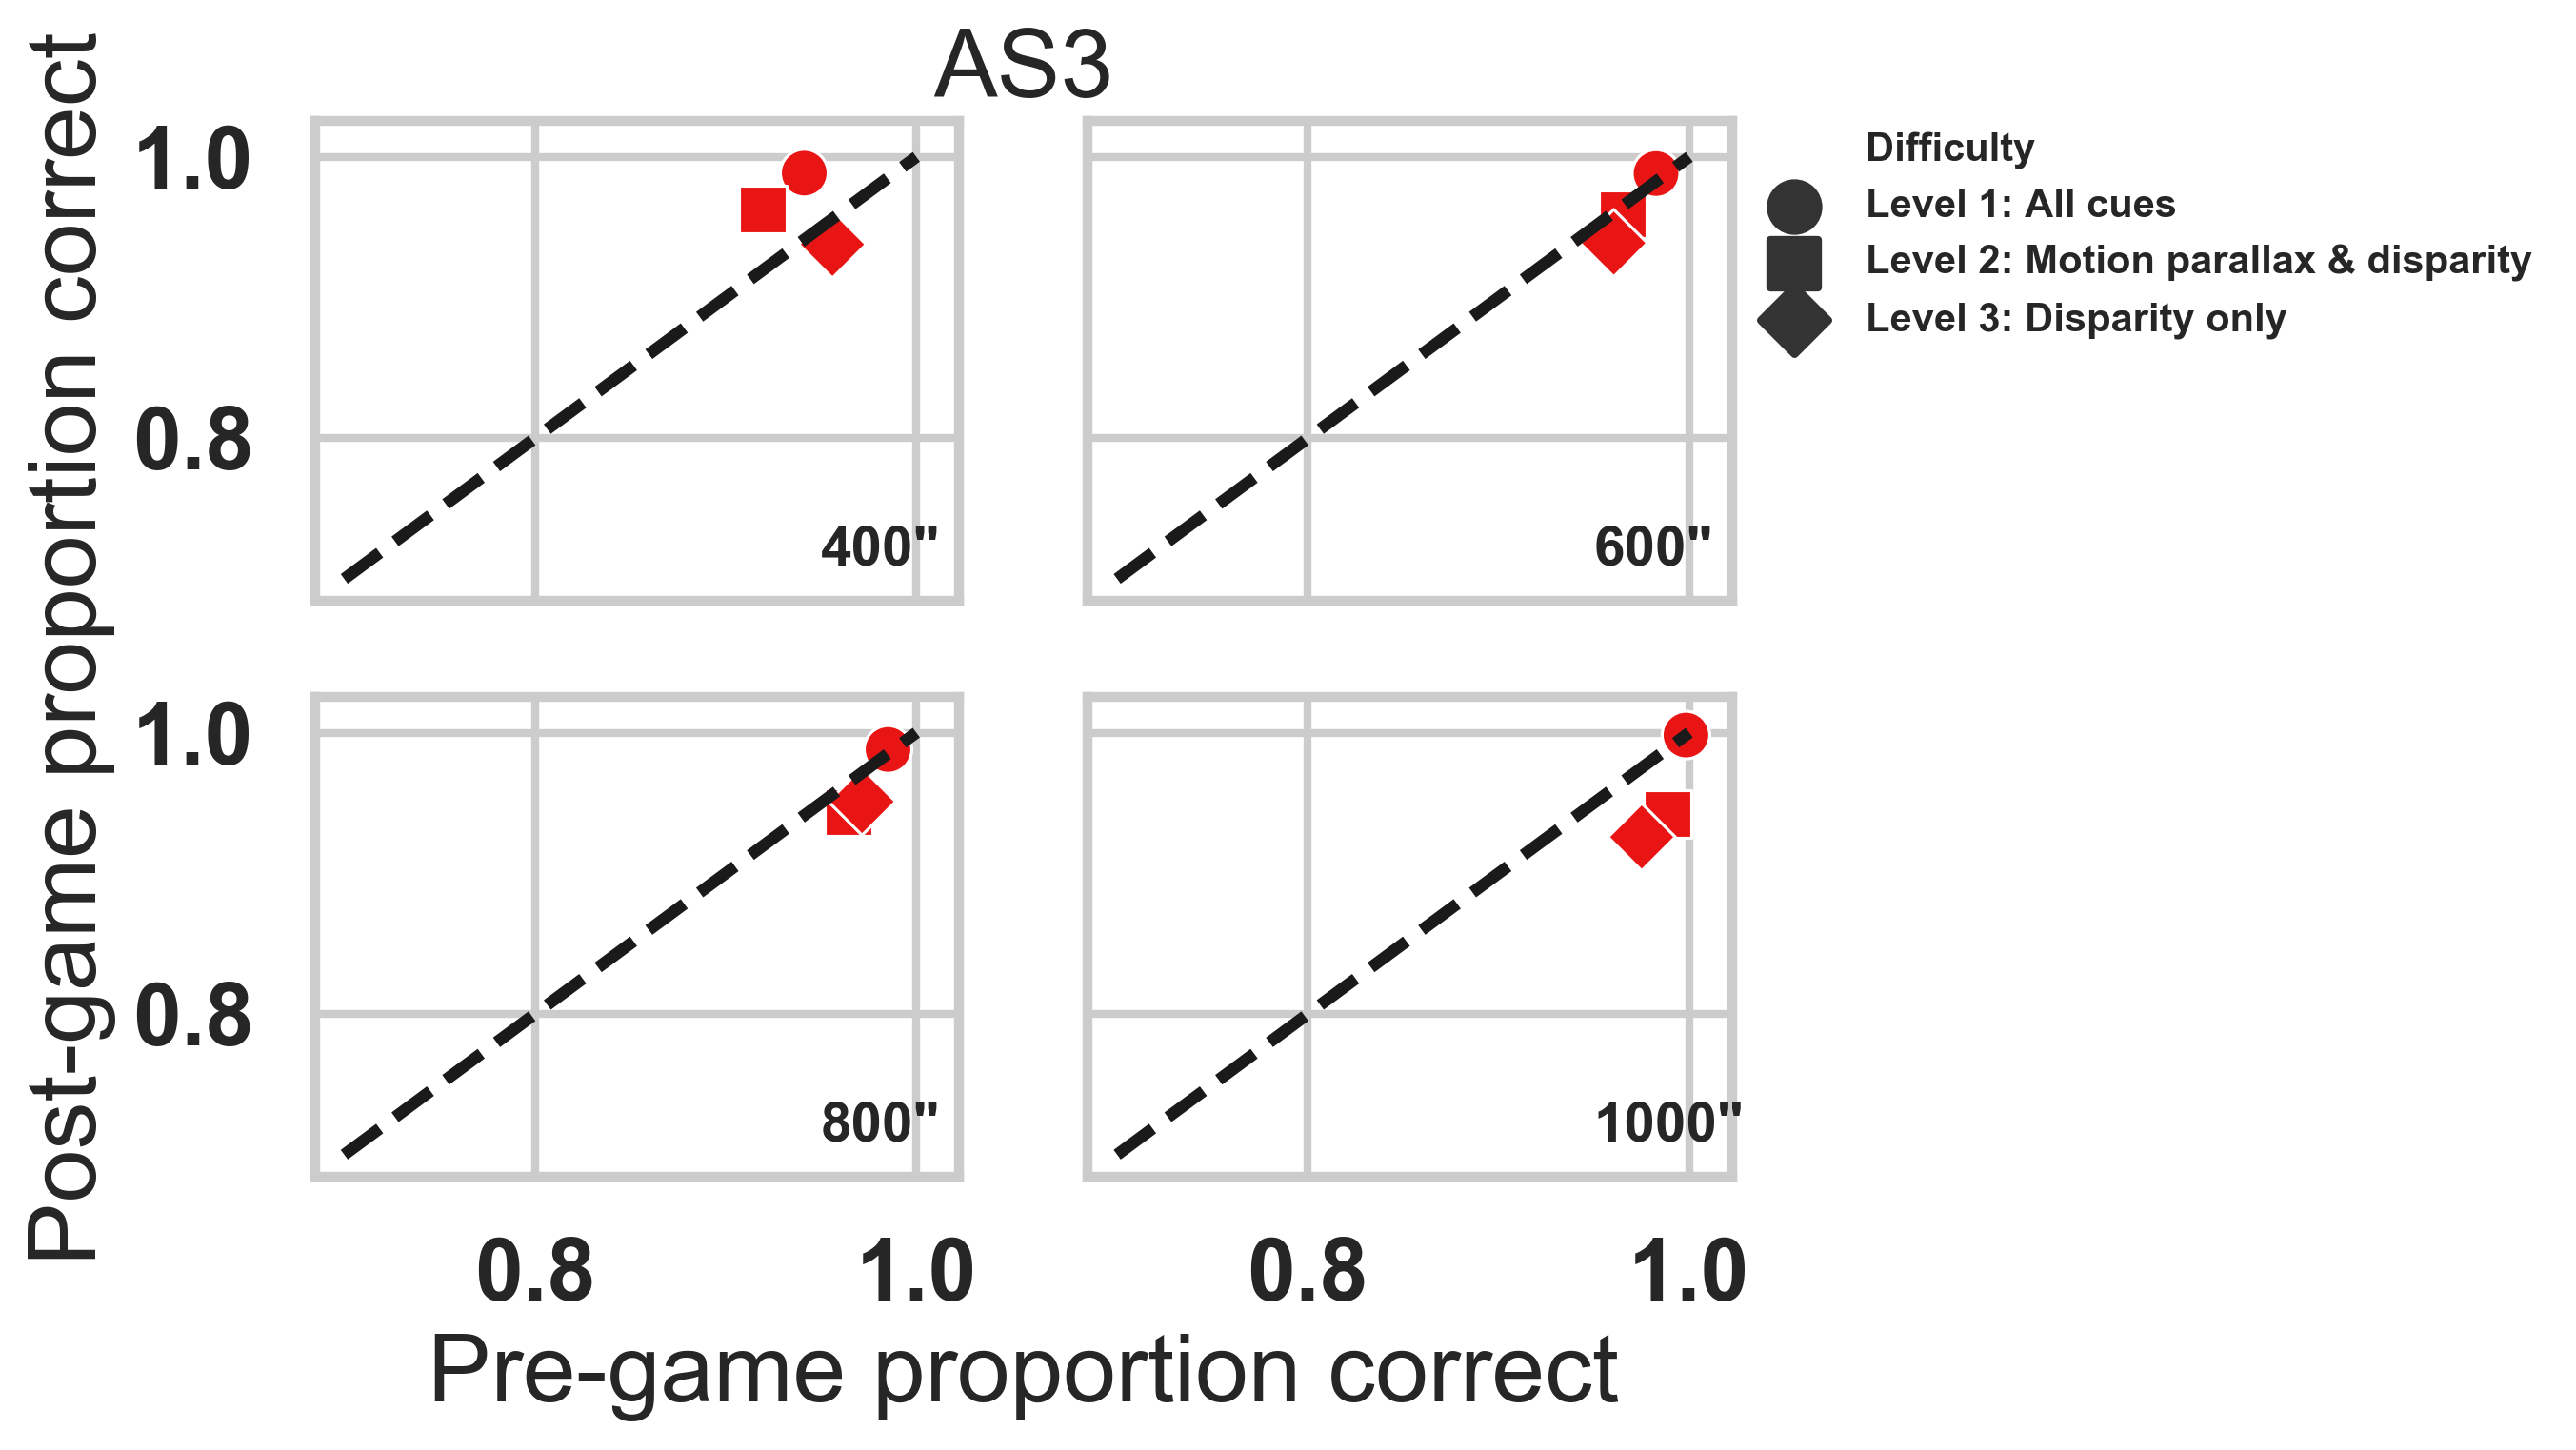 AS3
Post-game proportion correct
1.0
0.8
400"
600"
Difficulty
Level 1: All cues
Level 2: Motion parallax & disparity
Level 3: Disparity only
1.0
0.8
800"
1000"
0.8
1.0
0.8
1.0
Pre-game proportion correct